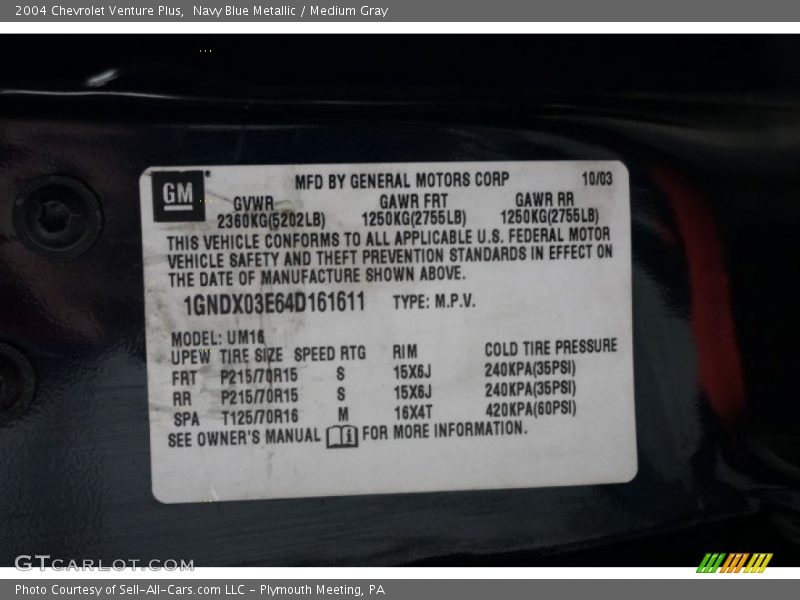 2004 Chevrolet Venture Plus,  Navy Blue Metallic / Medium Gray
GM
MFD BY GENERAL MOTORS CORP 10/03
GVWR GAWR FRT GAWR RR
2360KG(5202LB) 1250KG(2755LB) 1250KG(2755LB)
THIS VEHICLE CONFORMS TO ALL APPLICABLE U.S. FEDERAL MOTOR
VEHICLE SAFETY AND THEFT PREVENTION STANDARDS IN EFFECT ON
THE DATE OF MANUFACTURE SHOWN ABOVE.
1GNDX03E64D161611 TYPE: M.P.V.
MODEL: UM16
UPEW TIRE SIZE SPEED RTG RIM COLD TIRE PRESSURE
FRT P215/70R15 S 15X6J 240KPA(35PSI)
RR P215/70R15 S 15X6J 240KPA(35PSI)
SPA T125/70R16 M 16X4T 420KPA(60PSI)
SEE OWNER'S MANUAL i FOR MORE INFORMATION.
GTCARLOT.COM
Photo Courtesy of Sell-All-Cars.com LLC - Plymouth Meeting, PA